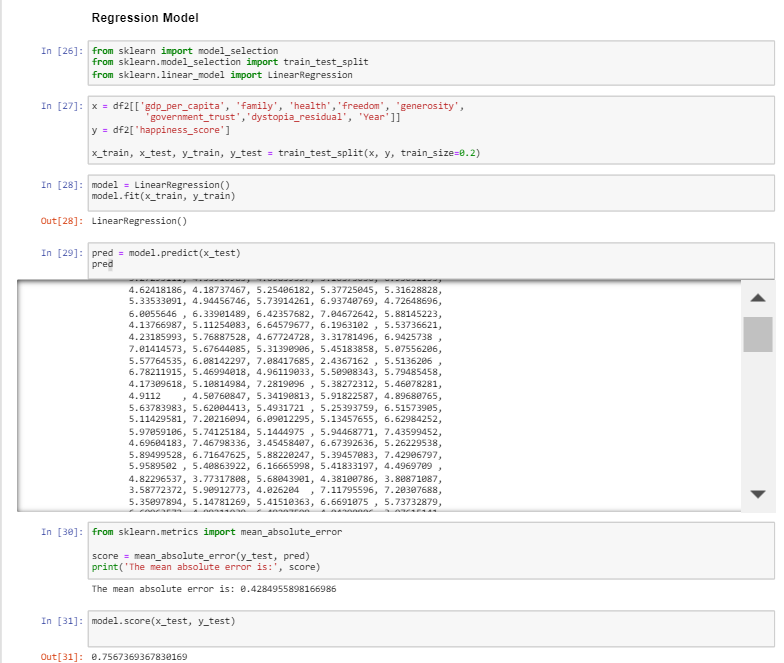 Regression Model
In [26]: from sklearn import model_selection
from sklearn.model_selection import train_test_split
from sklearn.linear_model import LinearRegression
In [27]: x = df2[['gdp_per_capita', 'family', 'health','freedom', 'generosity',
'government_trust','dystopia_residual', 'Year']]
y = df2['happiness_score']
x_train, x_test, y_train, y_test = train_test_split(x, y, train_size=0.2)
In [28]: model = LinearRegression()
model.fit(x_train, y_train)
Out[28]: LinearRegression()
In [29]: pred = model.predict(x_test)
pred
4.62418186, 4.18737467, 5.25406182, 5.37725045, 5.31628828,
5.33533091, 4.94456746, 5.73914261, 6.93740769, 4.72648696,
6.0055646 , 6.33901489, 6.42357682, 7.04672642, 5.88145223,
4.13766987, 5.11254083, 6.64579677, 6.1963102 , 5.53736621,
4.23185993, 5.76887528, 4.67724728, 3.31781496, 6.9425738 ,
7.01414573, 5.67644085, 5.31390906, 5.45183858, 5.07556206,
5.57764535, 6.08142297, 7.08417685, 2.4367162 , 5.5136206 ,
6.78211915, 5.46994018, 4.96119033, 5.50908343, 5.79485458,
4.17309618, 5.10814984, 7.2819096 , 5.38272312, 5.46078281,
4.9112 , 4.50760847, 5.34190813, 5.91822587, 4.89680765,
5.63783983, 5.62004413, 5.4931721 , 5.25393759, 6.51573905,
5.11429581, 7.20216094, 6.09012295, 5.13457655, 6.62984252,
5.97059106, 5.74125184, 5.1444975 , 5.94468771, 7.43599452,
4.69604183, 7.46798336, 3.45458407, 6.67392636, 5.26229538,
5.89499528, 6.71647625, 5.88220247, 5.39457083, 7.42906797,
5.9589502 , 5.40863922, 6.16665998, 5.41833197, 4.4969709 ,
4.82296537, 3.77317808, 5.68043901, 4.38100786, 3.80871087,
3.58772372, 5.90912773, 4.026204 , 7.11795596, 7.20307688,
5.35097894, 5.14781269, 5.41510363, 6.6691075 , 5.73732879,
In [30]: from sklearn.metrics import mean_absolute_error
score = mean_absolute_error(y_test, pred)
print('The mean absolute error is:', score)
The mean absolute error is: 0.4284955898166986
In [31]: model.score(x_test, y_test)
Out[31]: 0.7567369367830169